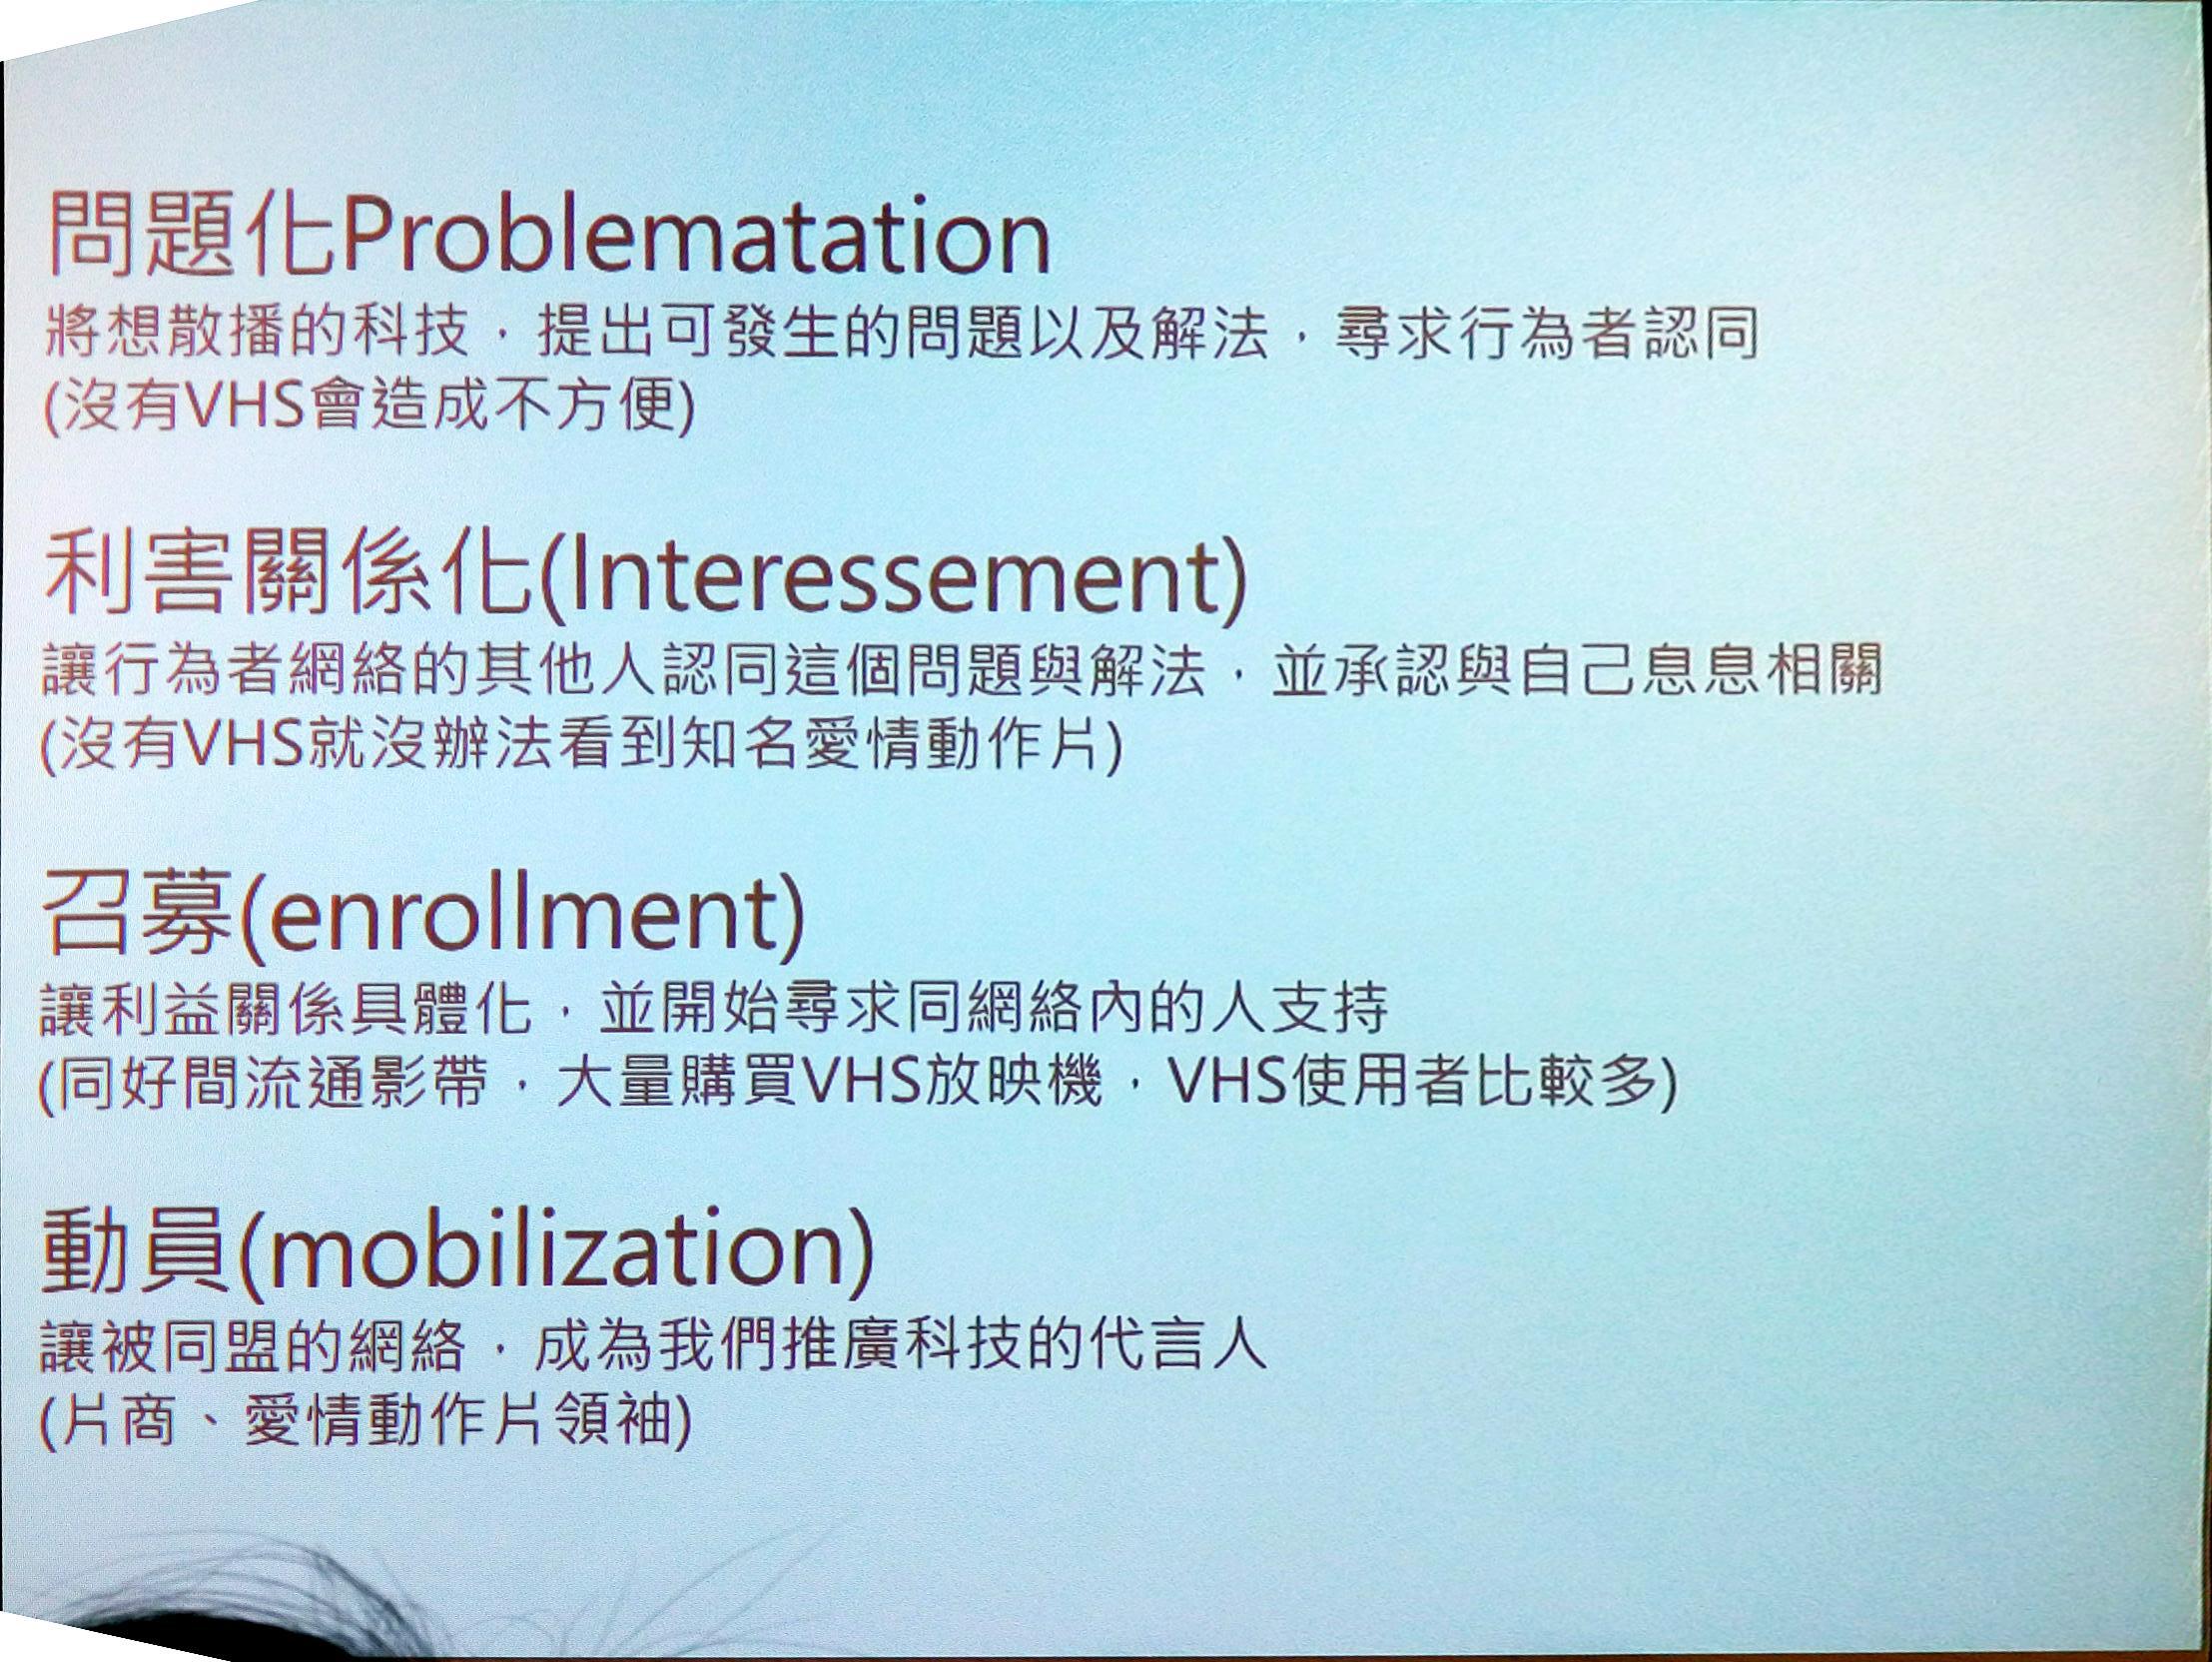 問題化Problematation
將想散播的科技，提出可發生的問題以及解法，尋求行為者認同
(沒有VHS會造成不方便)
利害關係化(Interessement)
讓行為者網絡的其他人認同這個問題與解法，並承認與自己息息相關
(沒有VHS就沒辦法看到知名愛情動作片)
召募(enrollment)
讓利益關係具體化，並開始尋求同網絡內的人支持
(同好間流通影帶，大量購買VHS放映機，VHS使用者比較多)
動員(mobilization)
讓被同盟的網絡，成為我們推廣科技的代言人
(片商、愛情動作片領袖)